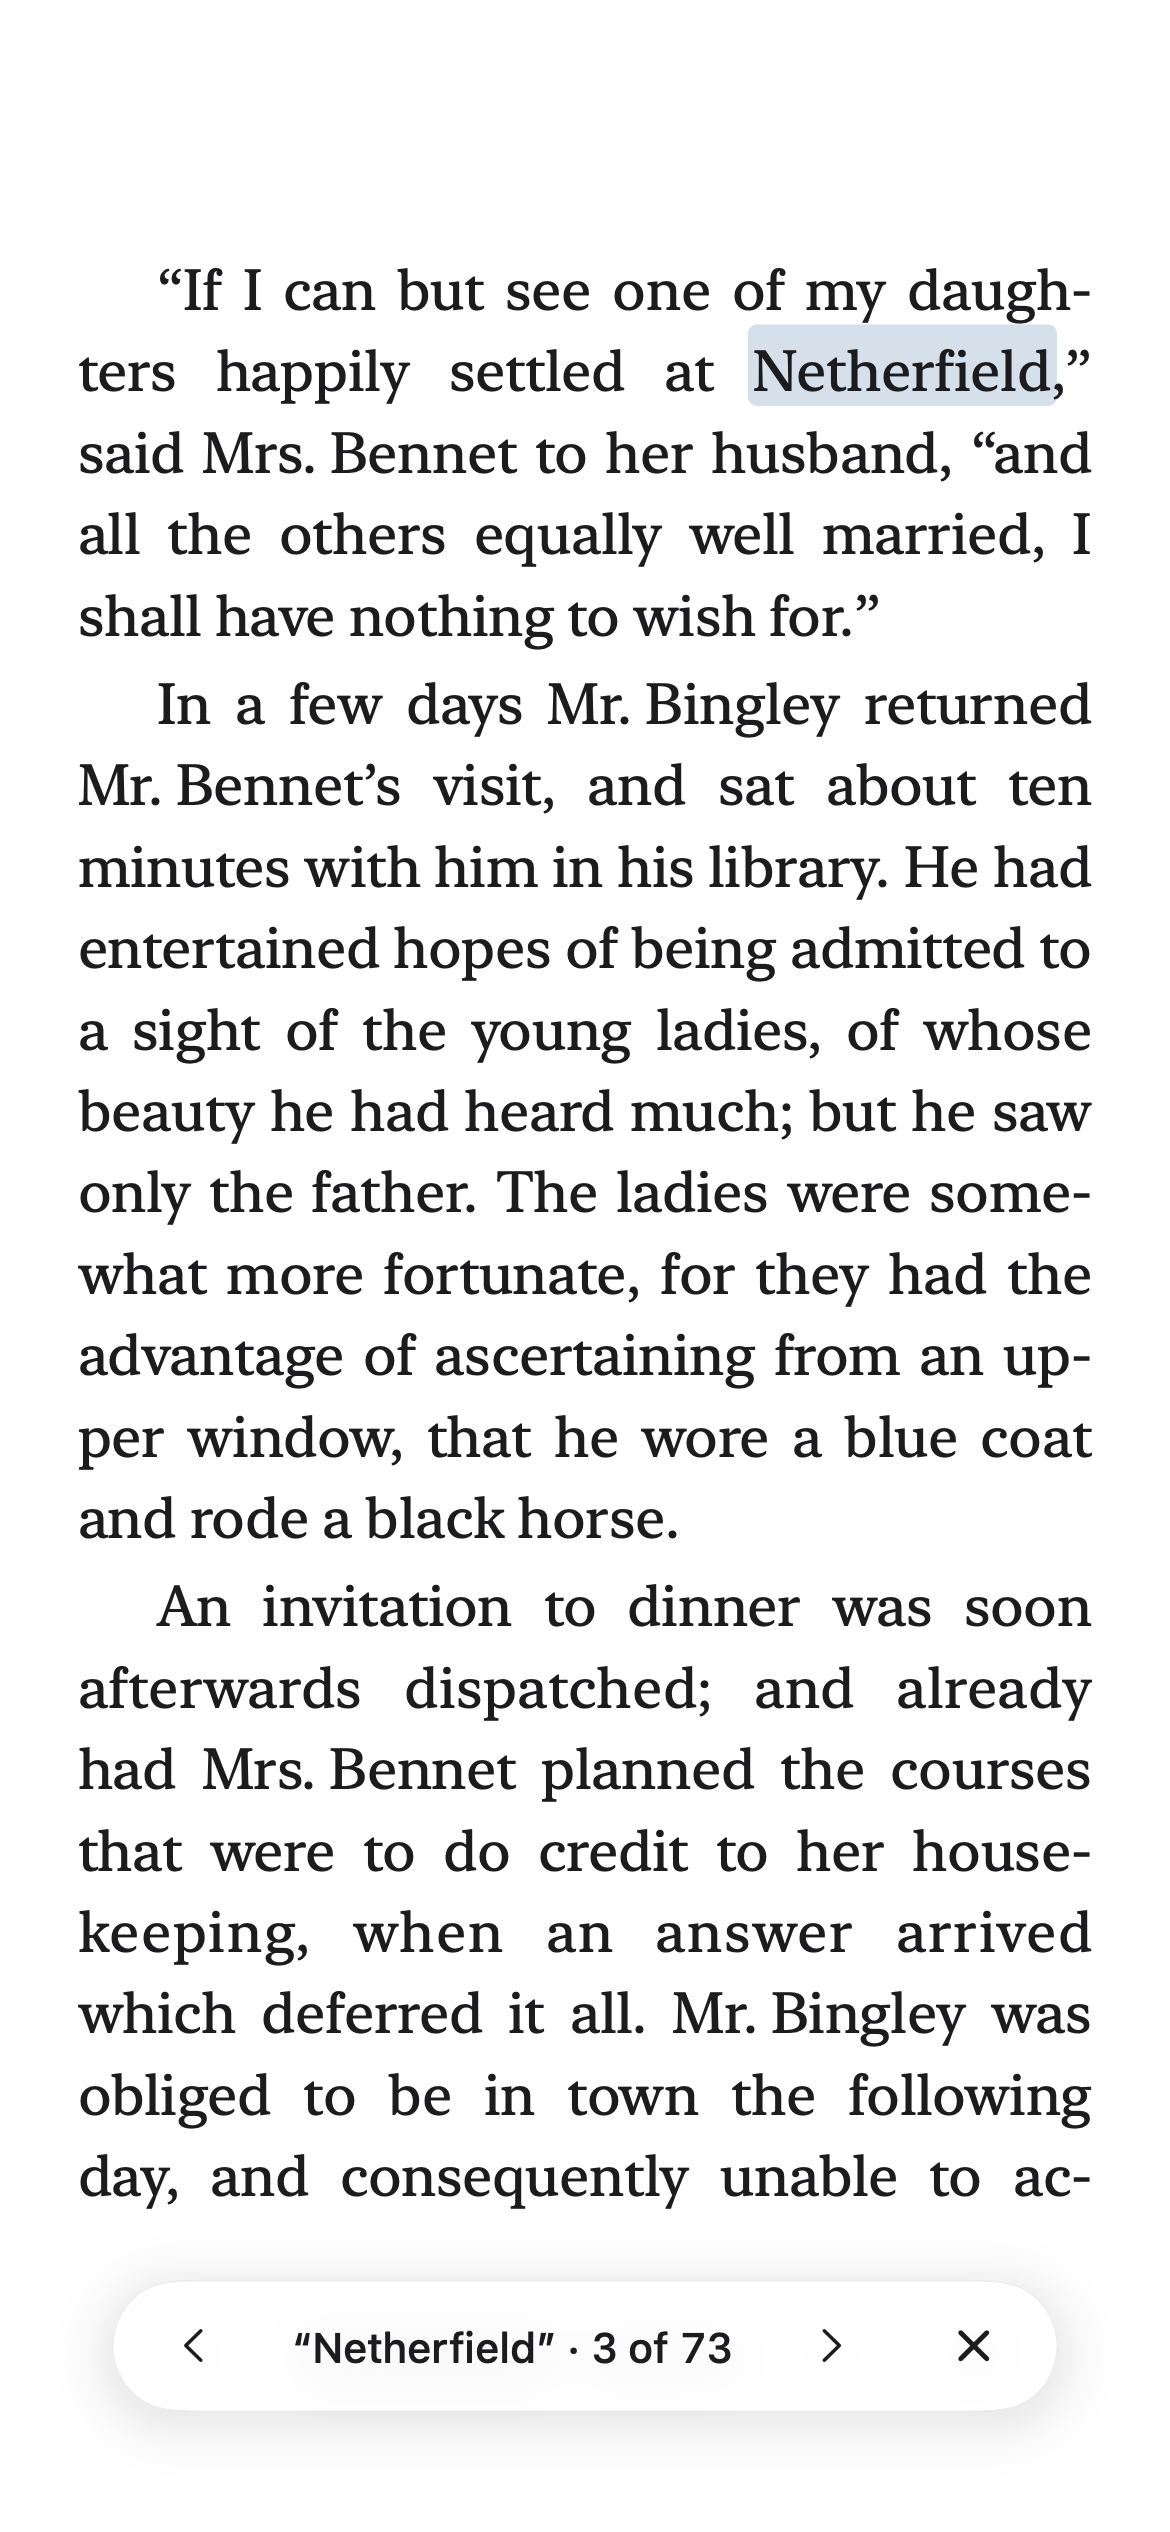 “If I can but see one of my daugh-
ters happily settled at Netherfield,”
said Mrs. Bennet to her husband, “and
all the others equally well married, I
shall have nothing to wish for.”
In a few days Mr. Bingley returned
Mr. Bennet’s visit, and sat about ten
minutes with him in his library. He had
entertained hopes of being admitted to
a sight of the young ladies, of whose
beauty he had heard much; but he saw
only the father. The ladies were some-
what more fortunate, for they had the
advantage of ascertaining from an up-
per window, that he wore a blue coat
and rode a black horse.
An invitation to dinner was soon
afterwards dispatched; and already
had Mrs. Bennet planned the courses
that were to do credit to her house-
keeping, when an answer arrived
which deferred it all. Mr. Bingley was
obliged to be in town the following
day, and consequently unable to ac-
“Netherfield” · 3 of 73